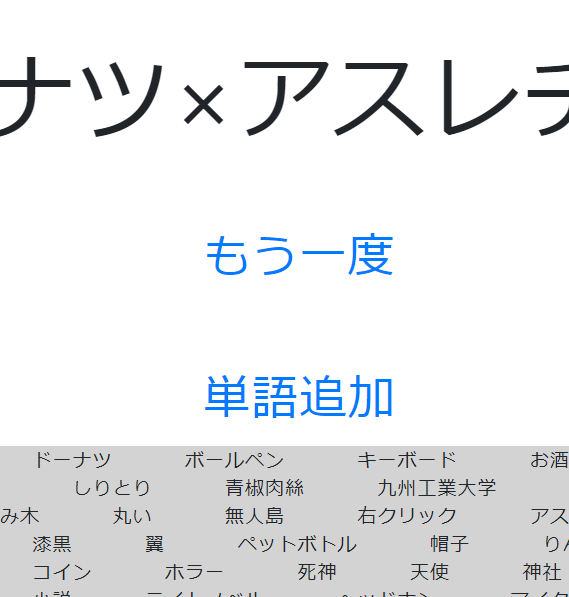 ナツ×アスレチ
もう一度
単語追加
ドーナツ ボールペン キーボード お酒
しりとり 青椒肉絲 九州工業大学
み木 丸い 無人島 右クリック アス
漆黒 翼 ペットボトル 帽子 りん
コイン ホラー 死神 天使 神社